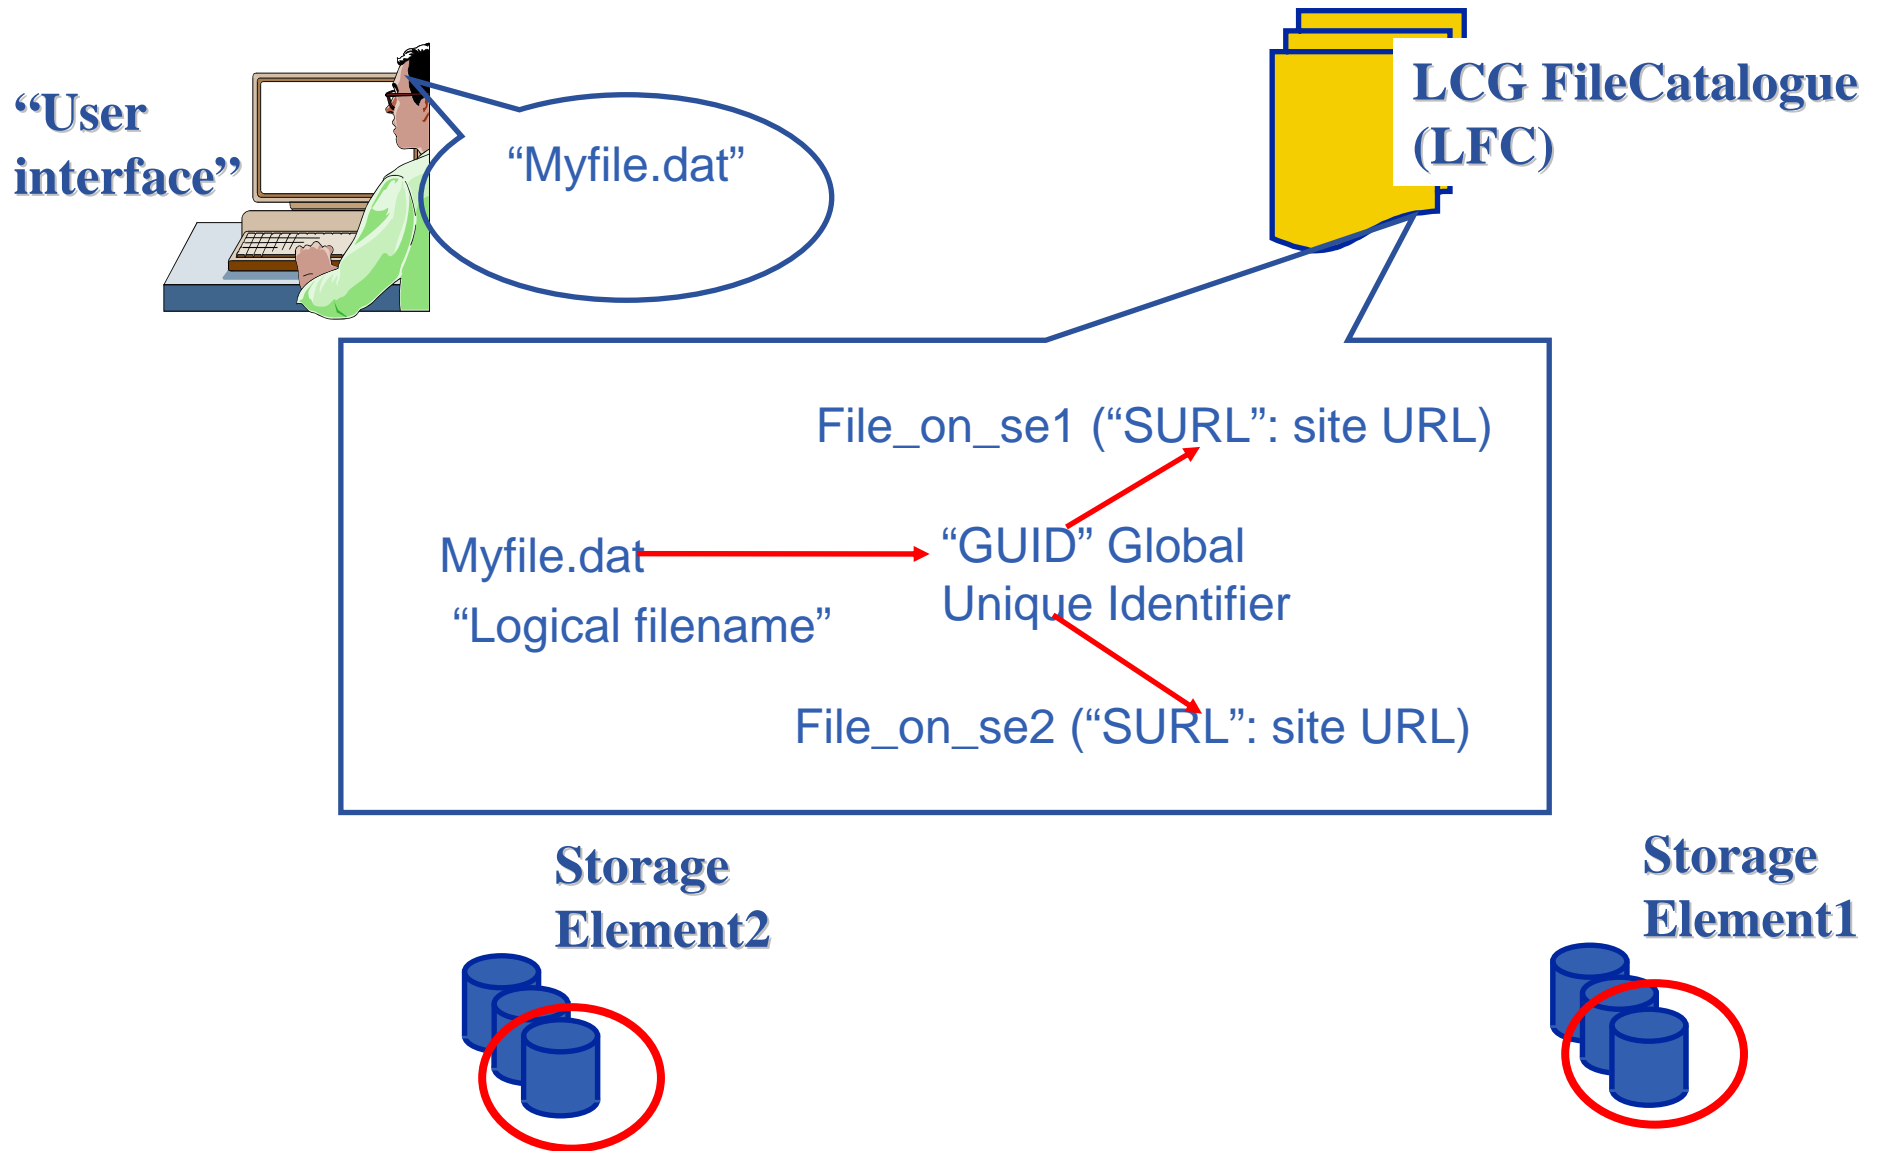 “User
interface”
“Myfile.dat”
LCG FileCatalogue
(LFC)
File_on_se1 (“SURL”: site URL)
Myfile.dat
“Logical filename”
“GUID” Global
Unique Identifier
File_on_se2 (“SURL”: site URL)
Storage
Element2
Storage
Element1